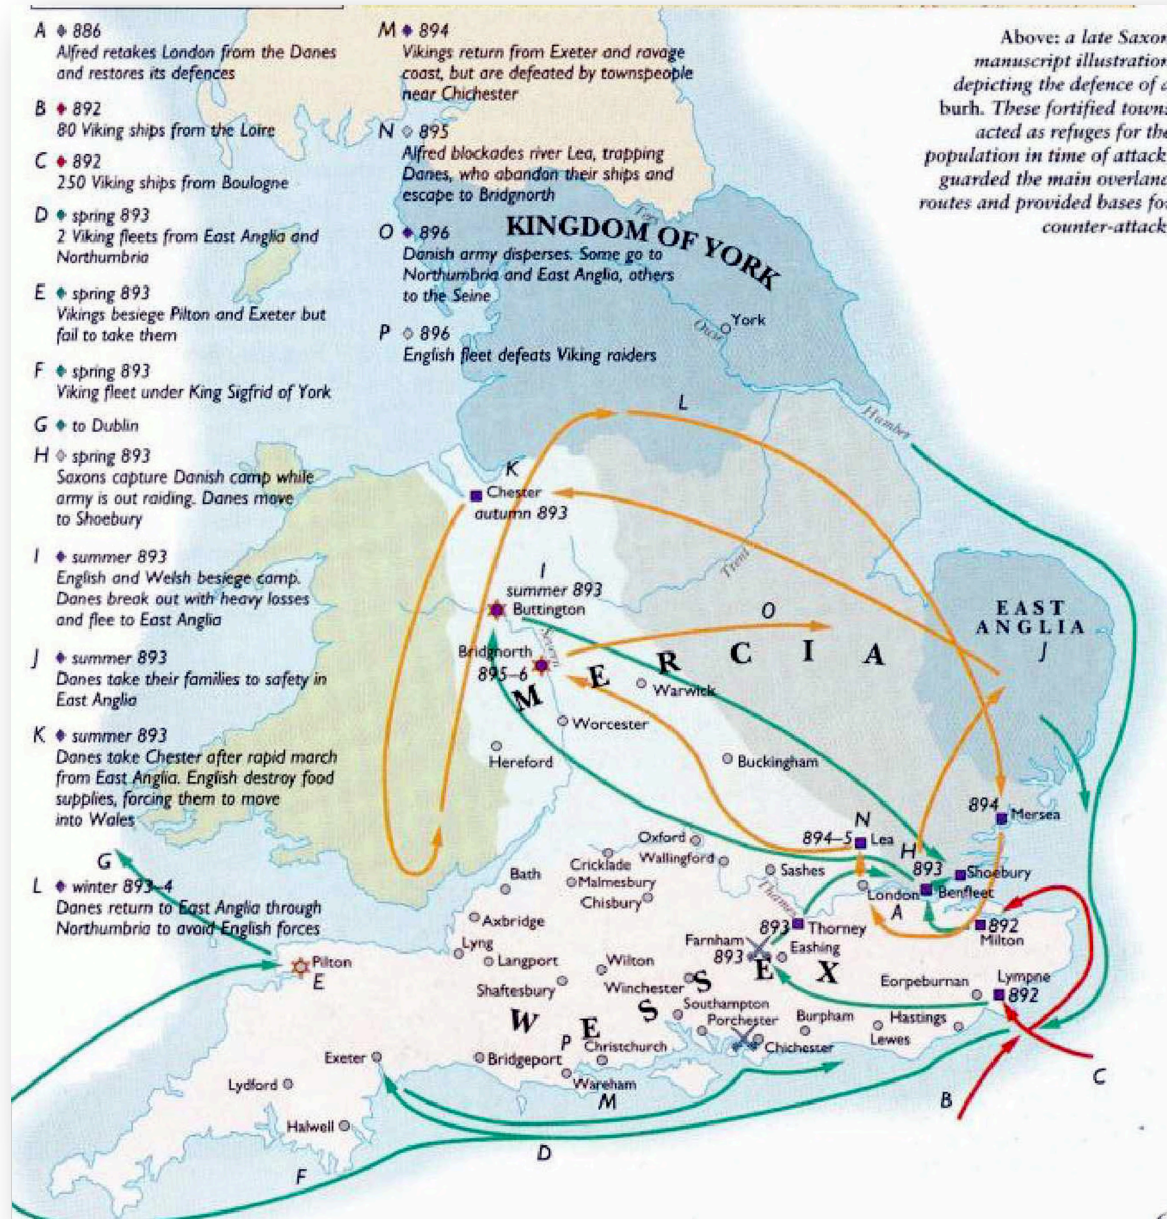 A ◆ 886
Alfred retakes London from the Danes
and restores its defences
B ◆ 892
80 Viking ships from the Loire
C ◆ 892
250 Viking ships from Boulogne
D ◆ spring 893
2 Viking fleets from East Anglia and
Northumbria
E ◆ spring 893
Vikings besiege Pilton and Exeter but
fail to take them
F ◆ spring 893
Viking fleet under King Sigfrid of York
G ◆ to Dublin
H ◇ spring 893
Saxons capture Danish camp while
army is out raiding. Danes move
to Shoebury
I ◆ summer 893
English and Welsh besiege camp.
Danes break out with heavy losses
and flee to East Anglia
J ◆ summer 893
Danes take their families to safety in
East Anglia
K ◆ summer 893
Danes take Chester after rapid march
from East Anglia. English destroy food
supplies, forcing them to move
into Wales
L ◆ winter 893–4
Danes return to East Anglia through
Northumbria to avoid English forces
M ◆ 894
Vikings return from Exeter and ravage
coast, but are defeated by townspeople
near Chichester
N ◇ 895
Alfred blockades river Lea, trapping
Danes, who abandon their ships and
escape to Bridgnorth
O ◆ 896
Danish army disperses. Some go to
Northumbria and East Anglia, others
to the Seine
P ◇ 896
English fleet defeats Viking raiders
Above: a late Saxon
manuscript illustration
depicting the defence of a
burh. These fortified towns
acted as refuges for the
population in time of attack
guarded the main overland
routes and provided bases for
counter-attack
KINGDOM OF YORK
York
Ouse
Humber
L
K
Chester
autumn 893
Trent
I
summer 893
Buttington
Severn
Bridgnorth
895–6
O
MERCIA
EAST
ANGLIA
J
Warwick
Worcester
Hereford
Buckingham
894
Mersea
N
894–5
Lea
H
893
Shoebury
Benfleet
London
A
Oxford
Wallingford
Cricklade
Malmesbury
Chisbury
Sashes
Thames
Bath
Axbridge
Lyng
Langport
893
Thorney
892
Milton
Farnham
893
Eashing
G
Pilton
E
Wilton
Winchester
Shaftesbury
WESSEX
Eorpeburnan
Lympne
892
Southampton
Porchester
Burpham
Hastings
Lewes
Chichester
P
Christchurch
Bridgeport
Wareham
M
Exeter
Lydford
Halwell
F
D
B
C